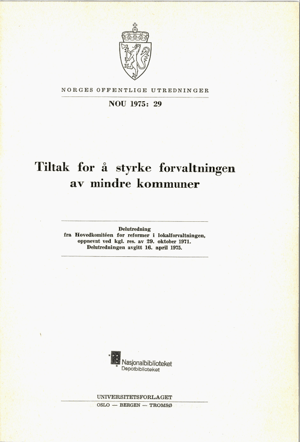 NORGES OFFENTLIGE UTREDNINGER
NOU 1975: 29
Tiltak for å styrke forvaltningen
av mindre kommuner
Delutredning
fra Hovedkomitéen for reformer i lokalforvaltningen,
oppnevnt ved kgl. res. av 29. oktober 1971.
Delutredningen avgitt 16. april 1975.
Nasjonalbiblioteket
Depotbiblioteket
UNIVERSITETSFORLAGET
OSLO — BERGEN — TROMSØ